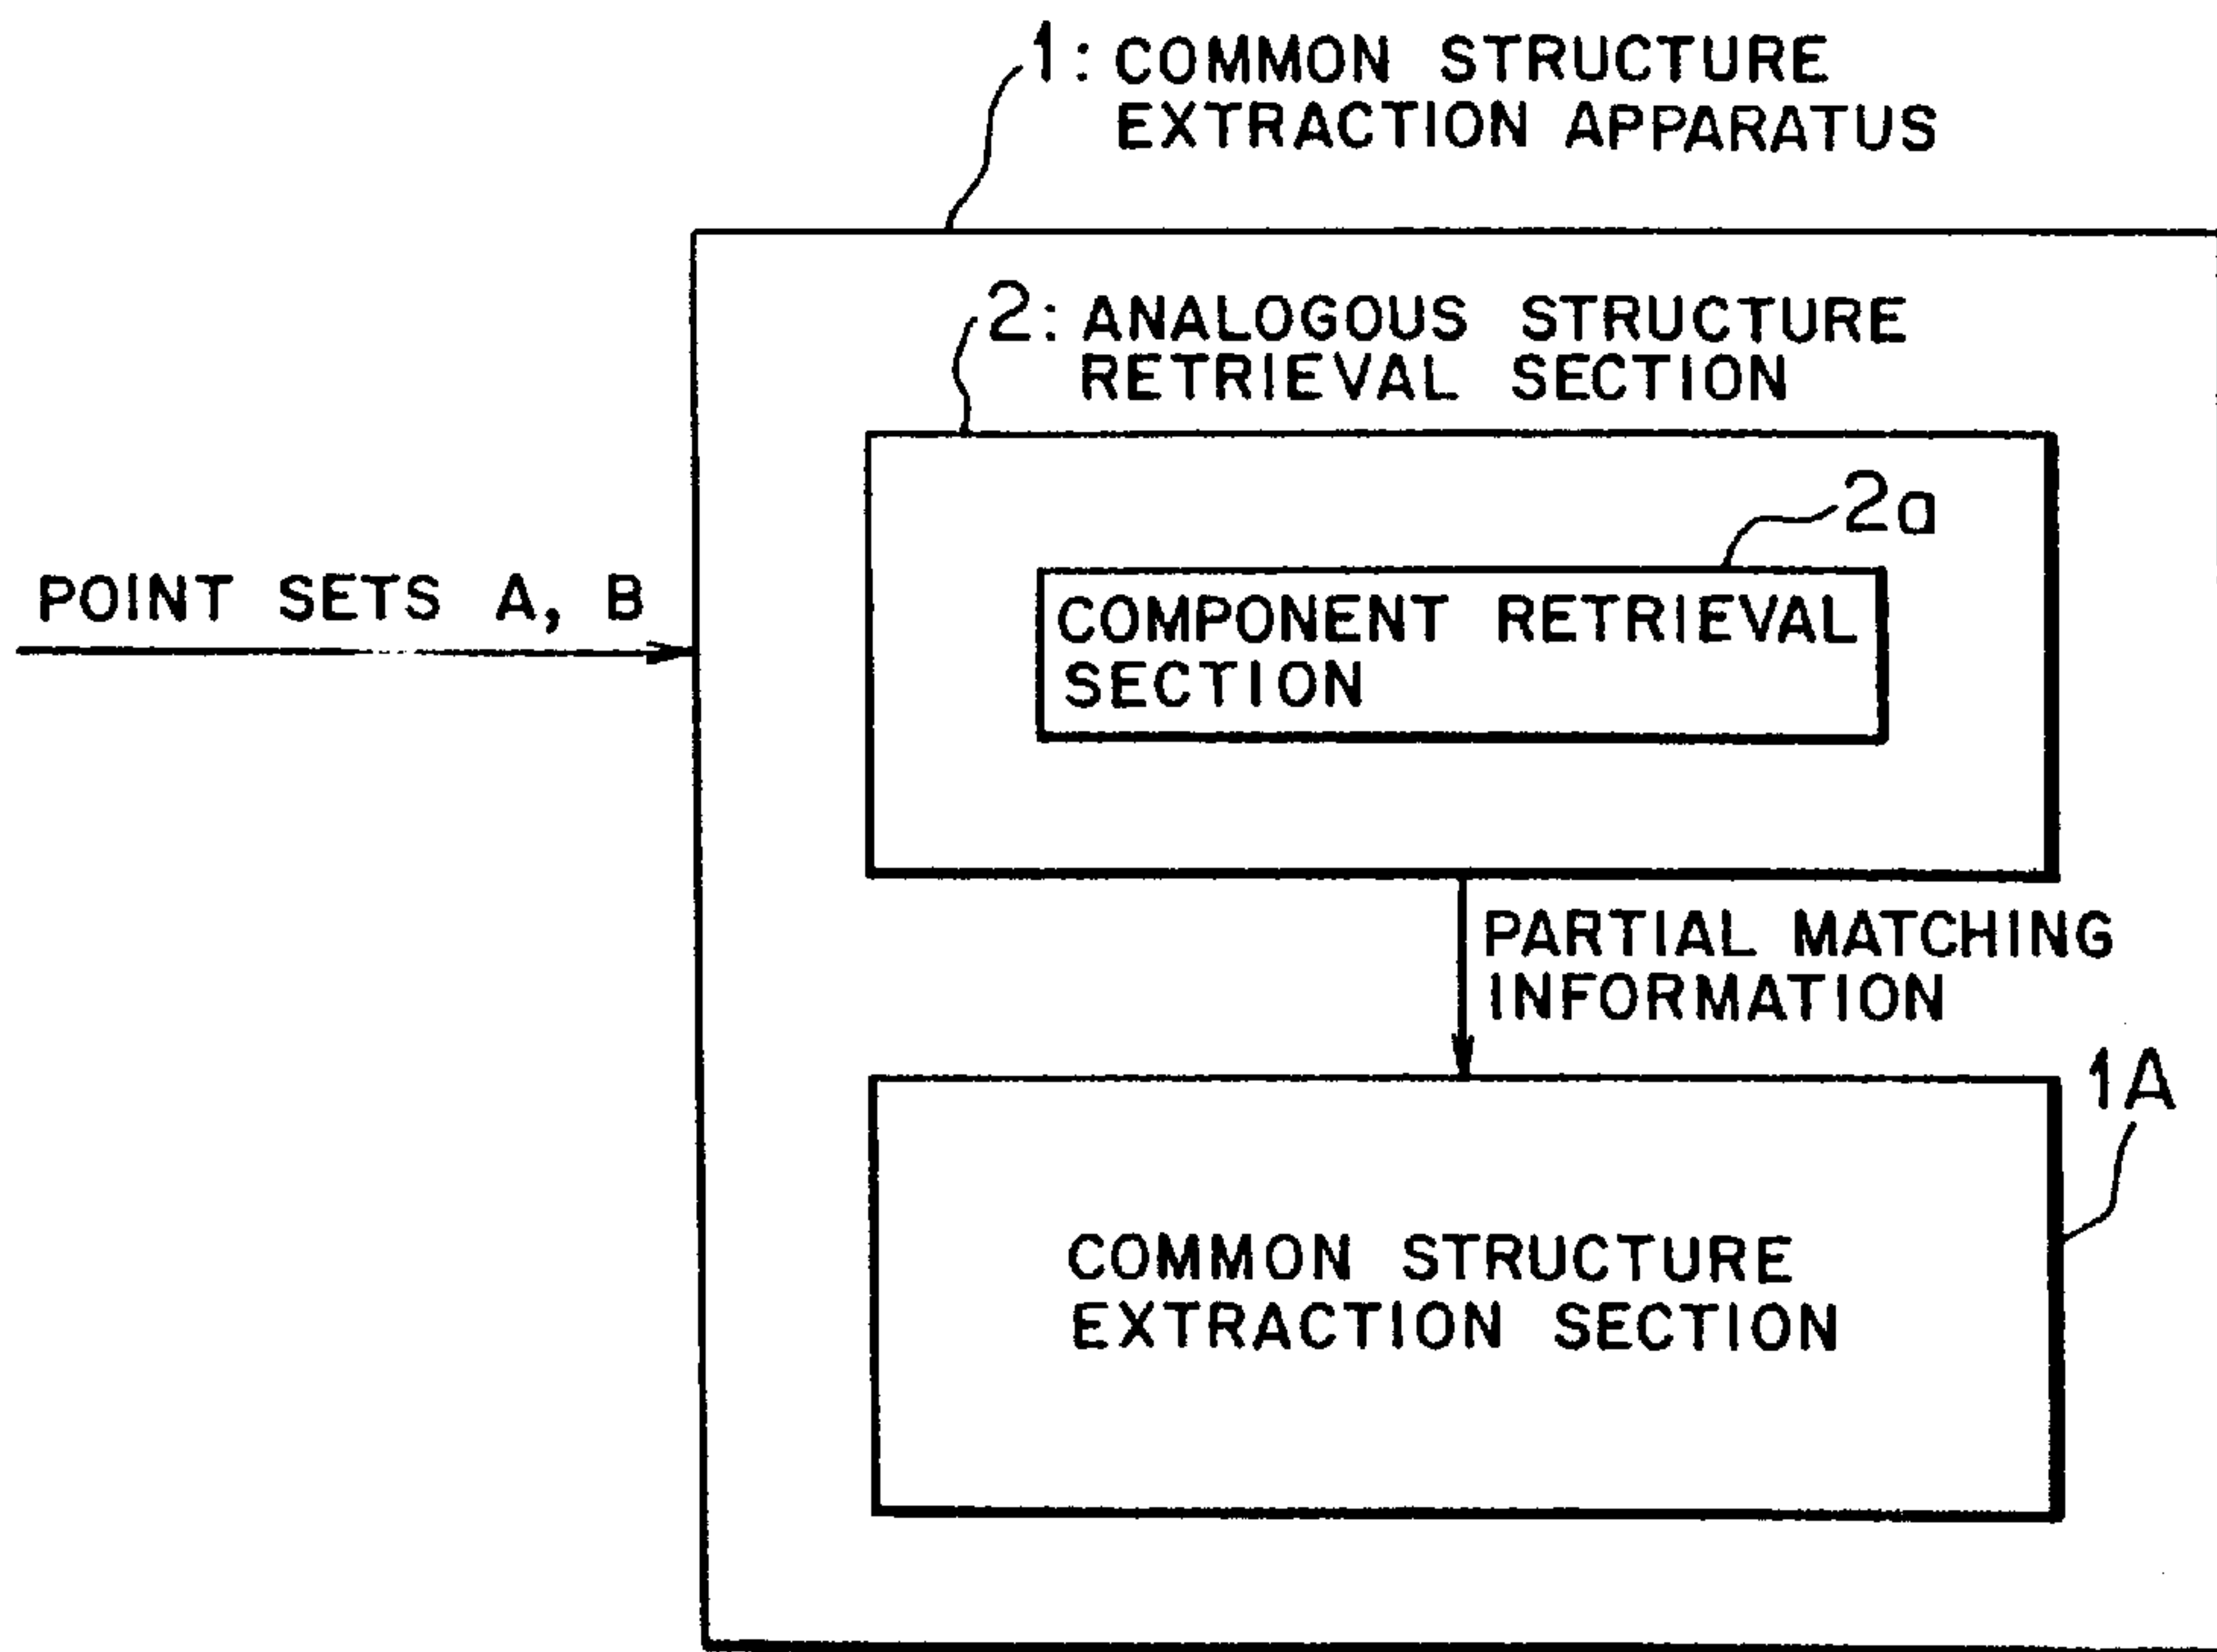 1: COMMON STRUCTURE
EXTRACTION APPARATUS
2: ANALOGOUS STRUCTURE
RETRIEVAL SECTION
2a
POINT SETS A, B
COMPONENT RETRIEVAL
SECTION
PARTIAL MATCHING
INFORMATION
1A
COMMON STRUCTURE
EXTRACTION SECTION